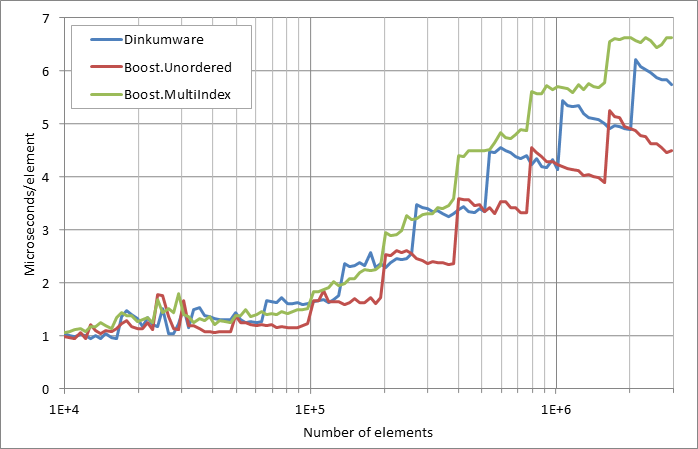 7
6
5
4
3
2
1
0
Microseconds/element
Dinkumware
Boost.Unordered
Boost.MultiIndex
1E+4
1E+5
1E+6
Number of elements